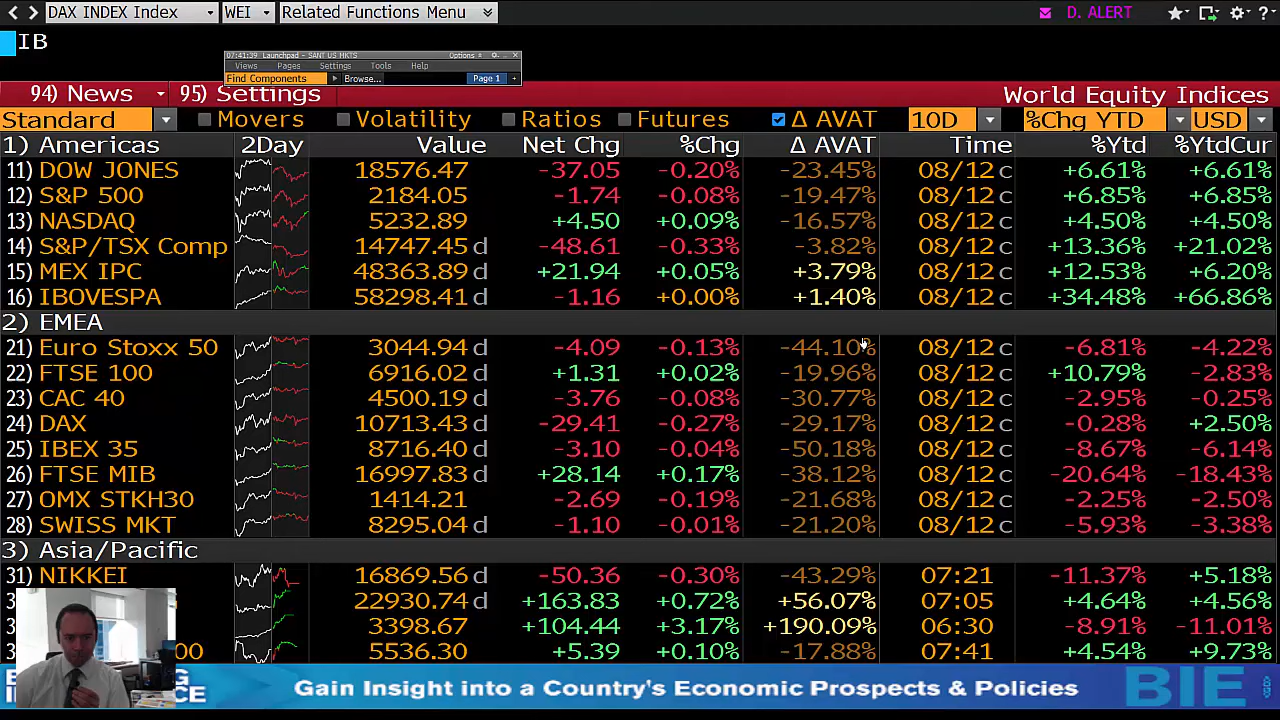 DAX INDEX Index WEI Related Functions Menu D. ALERT ?
IB
07:41:39 Launchpad - SANT US MKTS Options
Views Pages Settings Tools Help
Find Components Browse... Page 1
94) News 95) Settings World Equity Indices
Standard Movers Volatility Ratios Futures Δ AVAT 10D %Chg YTD USD
1) Americas 2Day Value Net Chg %Chg Δ AVAT Time %Ytd %YtdCur
11) DOW JONES 18576.47 -37.05 -0.20% -23.45% 08/12 c +6.61% +6.61%
12) S&P 500 2184.05 -1.74 -0.08% -19.47% 08/12 c +6.85% +6.85%
13) NASDAQ 5232.89 +4.50 +0.09% -16.57% 08/12 c +4.50% +4.50%
14) S&P/TSX Comp 14747.45 d -48.61 -0.33% -3.82% 08/12 c +13.36% +21.02%
15) MEX IPC 48363.89 d +21.94 +0.05% +3.79% 08/12 c +12.53% +6.20%
16) IBOVESPA 58298.41 d -1.16 +0.00% +1.40% 08/12 c +34.48% +66.86%
2) EMEA
21) Euro Stoxx 50 3044.94 d -4.09 -0.13% -44.10% 08/12 c -6.81% -4.22%
22) FTSE 100 6916.02 d +1.31 +0.02% -19.96% 08/12 c +10.79% -2.83%
23) CAC 40 4500.19 d -3.76 -0.08% -30.77% 08/12 c -2.95% -0.25%
24) DAX 10713.43 d -29.41 -0.27% -29.17% 08/12 c -0.28% +2.50%
25) IBEX 35 8716.40 d -3.10 -0.04% -50.18% 08/12 c -8.67% -6.14%
26) FTSE MIB 16997.83 d +28.14 +0.17% -38.12% 08/12 c -20.64% -18.43%
27) OMX STKH30 1414.21 -2.69 -0.19% -21.68% 08/12 c -2.25% -2.50%
28) SWISS MKT 8295.04 d -1.10 -0.01% -21.20% 08/12 c -5.93% -3.38%
3) Asia/Pacific
31) NIKKEI 16869.56 d -50.36 -0.30% -43.29% 07:21 -11.37% +5.18%
22930.74 d +163.83 +0.72% +56.07% 07:05 +4.64% +4.56%
3398.67 +104.44 +3.17% +190.09% 06:30 -8.91% -11.01%
00 5536.30 +5.39 +0.10% -17.88% 07:41 +4.54% +9.73%
Gain Insight into a Country's Economic Prospects & Policies BIE